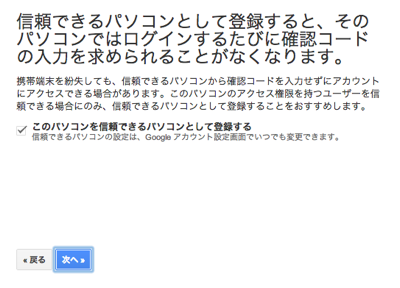 信頼できるパソコンとして登録すると、その
パソコンではログインするたびに確認コード
の入力を求められることがなくなります。
携帯端末を紛失しても、信頼できるパソコンから確認コードを入力せずにアカウント
にアクセスできる場合があります。このパソコンのアクセス権限を持つユーザーを信
頼できる場合にのみ、信頼できるパソコンとして登録することをおすすめします。
このパソコンを信頼できるパソコンとして登録する
信頼できるパソコンの設定は、Google アカウント設定画面でいつでも変更できます。
« 戻る
次へ »